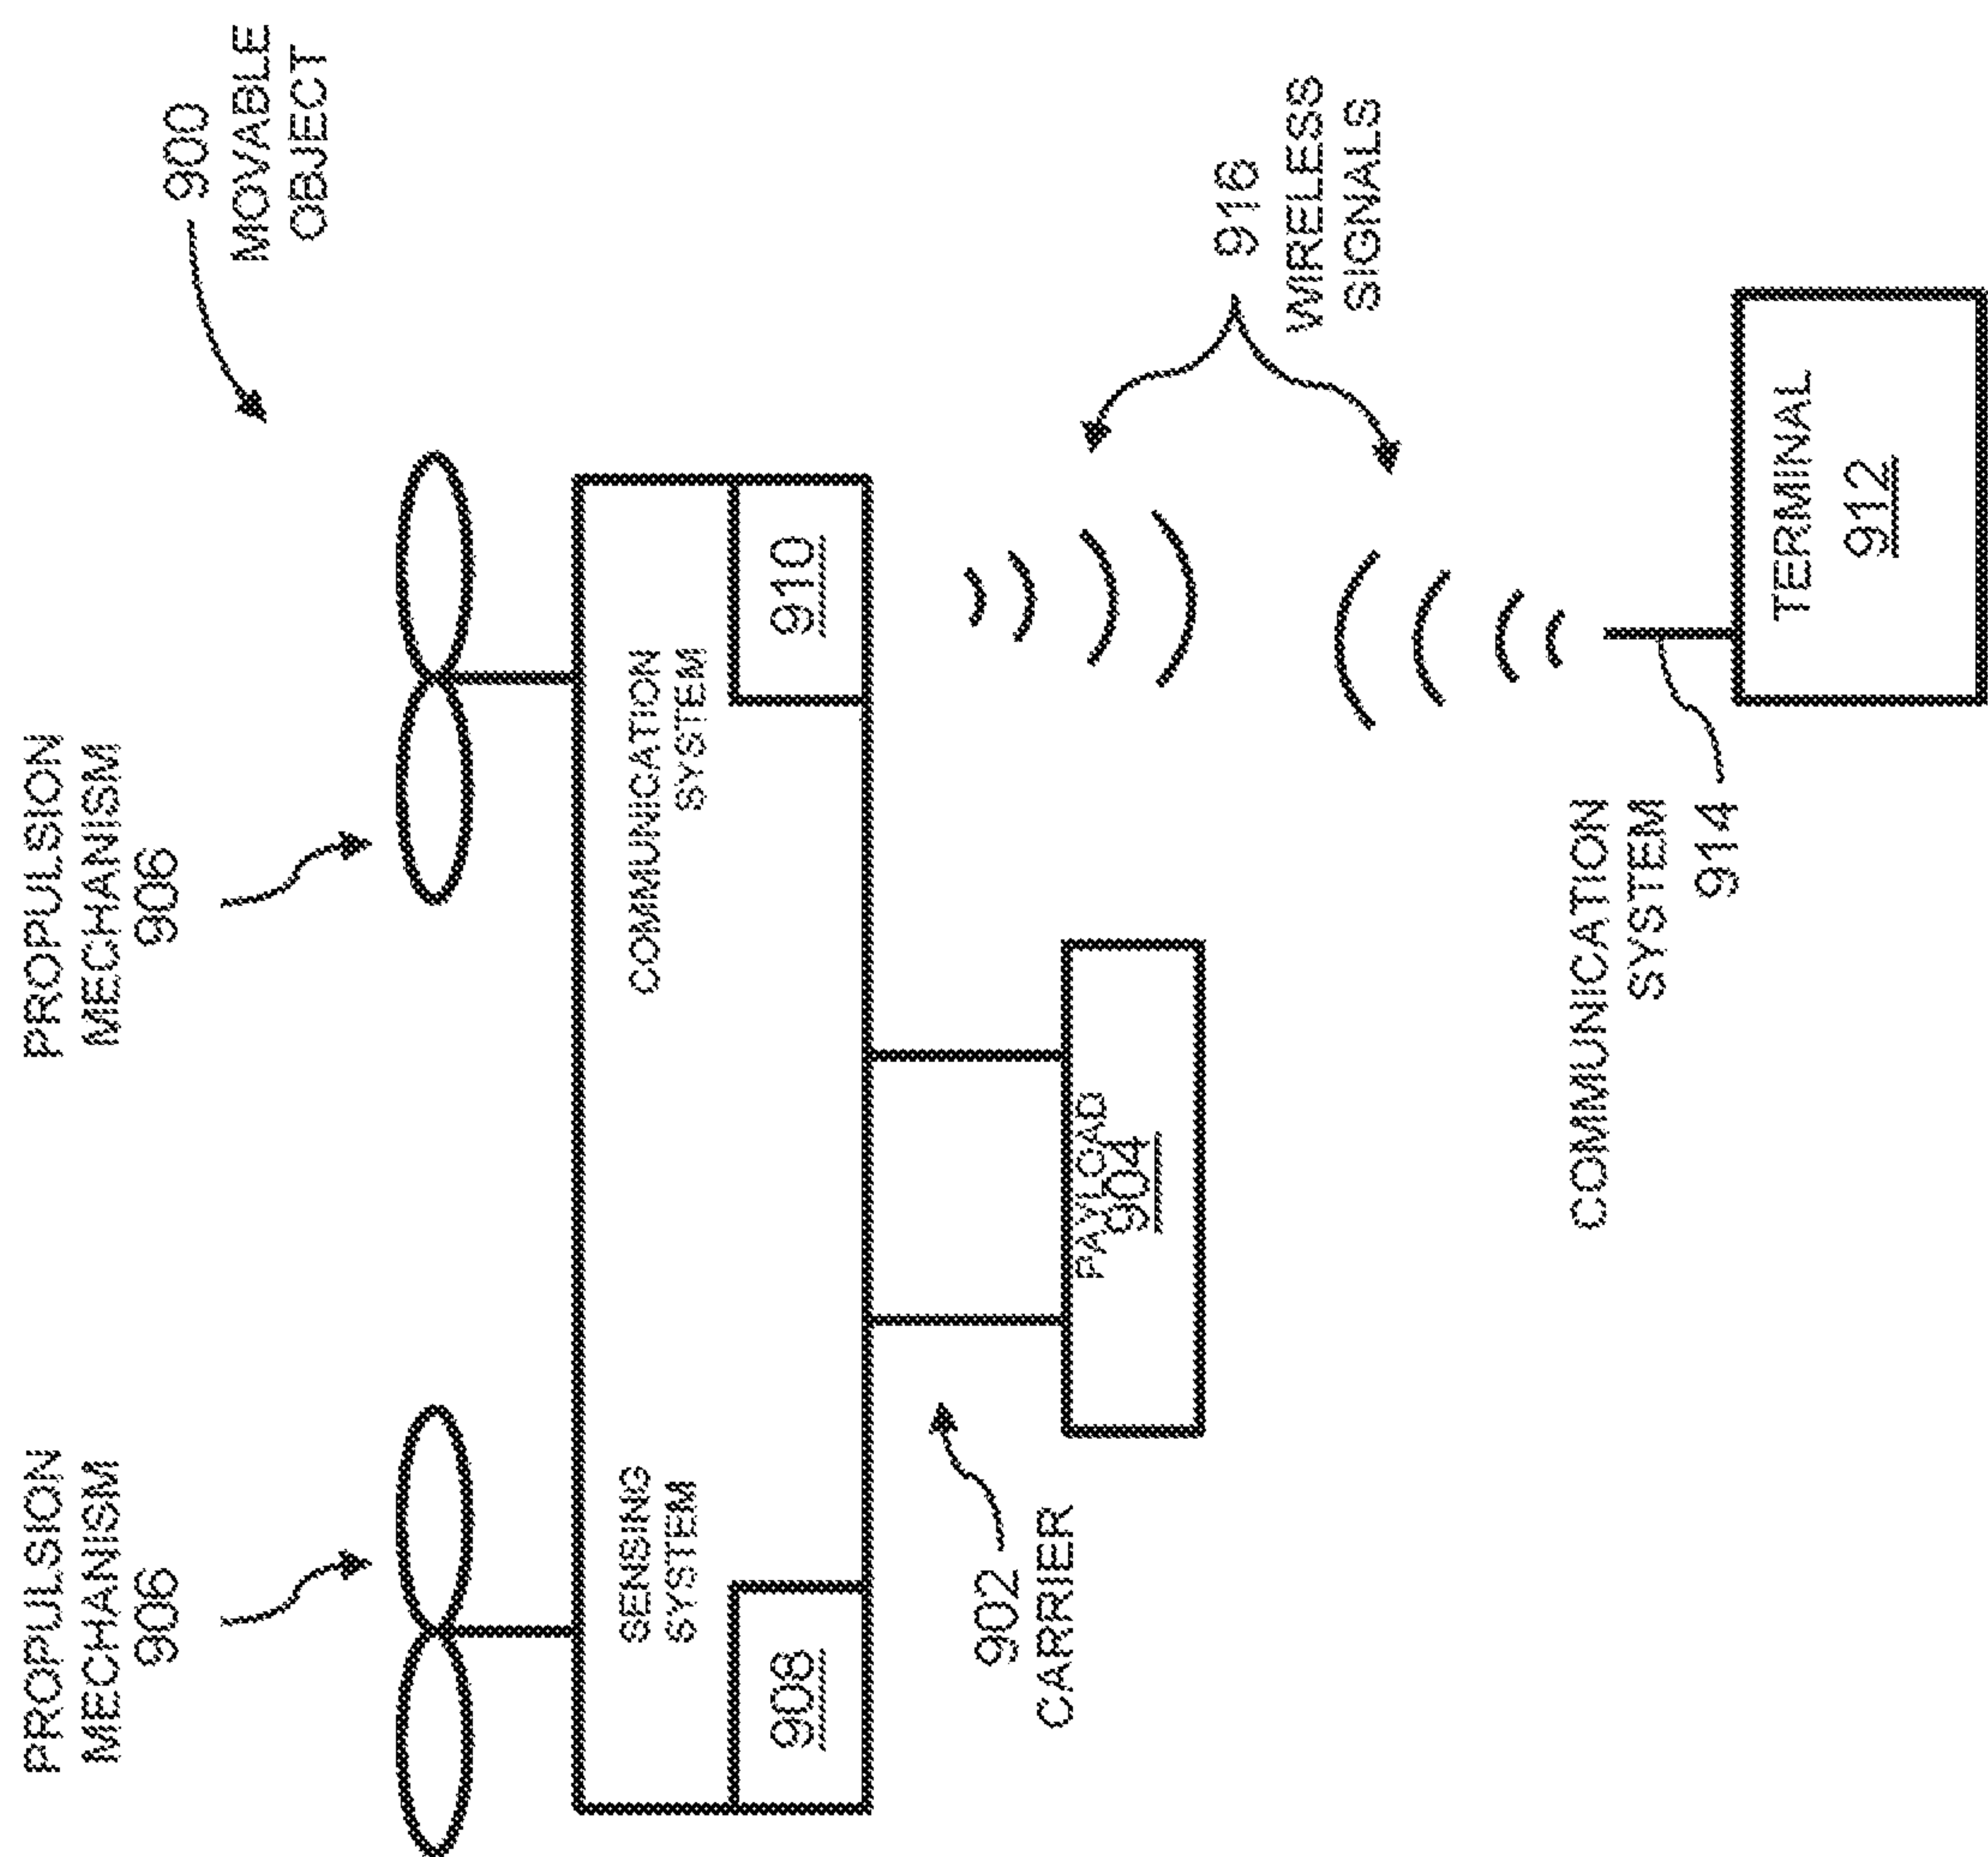 PROPULSION
MECHANISM
906
PROPULSION
MECHANISM
906
900
MOVABLE
OBJECT
SENSING
SYSTEM
908
COMMUNICATION
SYSTEM
910
902
CARRIER
PAYLOAD
904
916
WIRELESS
SIGNALS
COMMUNICATION
SYSTEM
914
TERMINAL
912